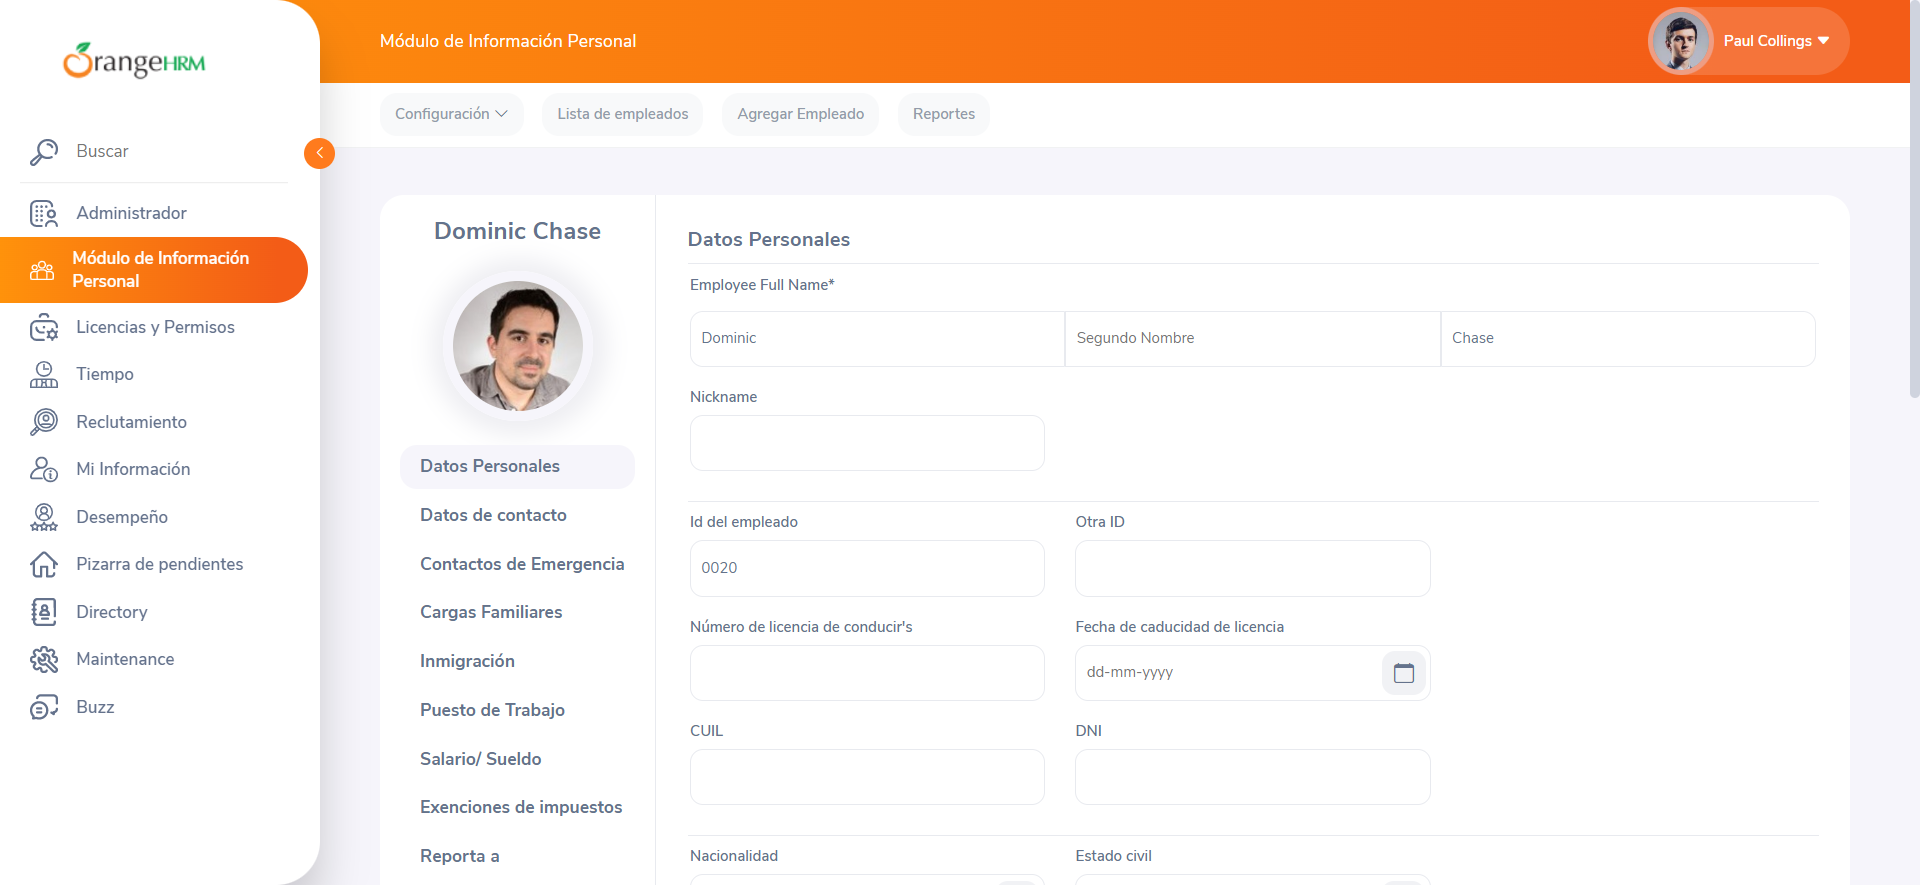 OrangeHRM
Módulo de Información Personal
Paul Collings
Configuración
Lista de empleados
Agregar Empleado
Reportes
Buscar
Administrador
Módulo de Información
Personal
Licencias y Permisos
Tiempo
Reclutamiento
Mi Información
Desempeño
Pizarra de pendientes
Directory
Maintenance
Buzz
Dominic Chase
Datos Personales
Datos de contacto
Contactos de Emergencia
Cargas Familiares
Inmigración
Puesto de Trabajo
Salario/ Sueldo
Exenciones de impuestos
Reporta a
Datos Personales
Employee Full Name*
Dominic
Segundo Nombre
Chase
Nickname
Id del empleado
Otra ID
0020
Número de licencia de conducir's
Fecha de caducidad de licencia
dd-mm-yyyy
CUIL
DNI
Nacionalidad
Estado civil